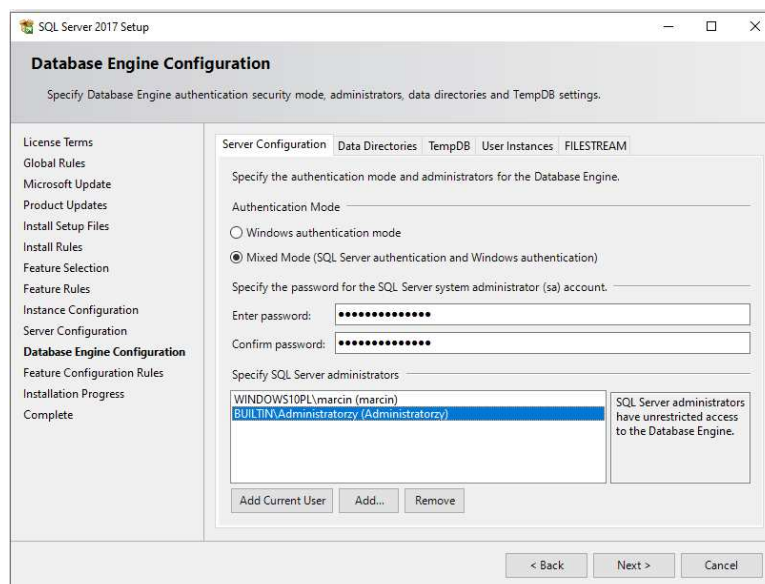 SQL Server 2017 Setup
Database Engine Configuration
Specify Database Engine authentication security mode, administrators, data directories and TempDB settings.
License Terms
Global Rules
Microsoft Update
Product Updates
Install Setup Files
Install Rules
Feature Selection
Feature Rules
Instance Configuration
Server Configuration
Database Engine Configuration
Feature Configuration Rules
Installation Progress
Complete
Server Configuration Data Directories TempDB User Instances FILESTREAM
Specify the authentication mode and administrators for the Database Engine.
Authentication Mode
Windows authentication mode
Mixed Mode (SQL Server authentication and Windows authentication)
Specify the password for the SQL Server system administrator (sa) account.
Enter password: ●●●●●●●●●●●●●●
Confirm password: ●●●●●●●●●●●●●●
Specify SQL Server administrators
WINDOWS10PL\marcin (marcin)
BUILTIN\Administratorzy (Administratorzy)
SQL Server administrators
have unrestricted access
to the Database Engine.
Add Current User Add... Remove
< Back Next > Cancel